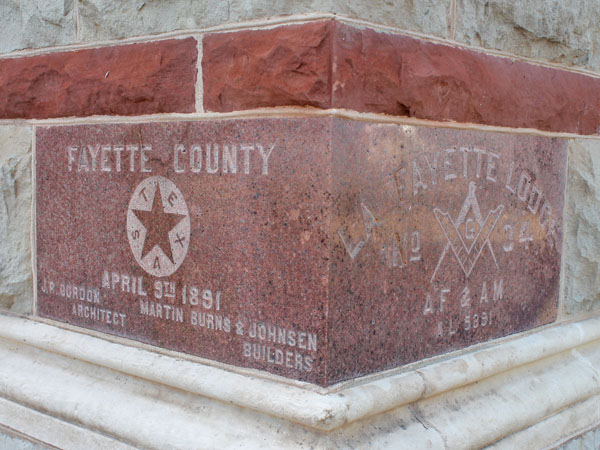 FAYETTE COUNTY
TEXAS
APRIL 9TH 1891
J.R. GORDON
ARCHITECT
MARTIN BURNS & JOHNSEN
BUILDERS
LA FAYETTE LODGE
NO 34
G
AF & AM
A.L. 5891